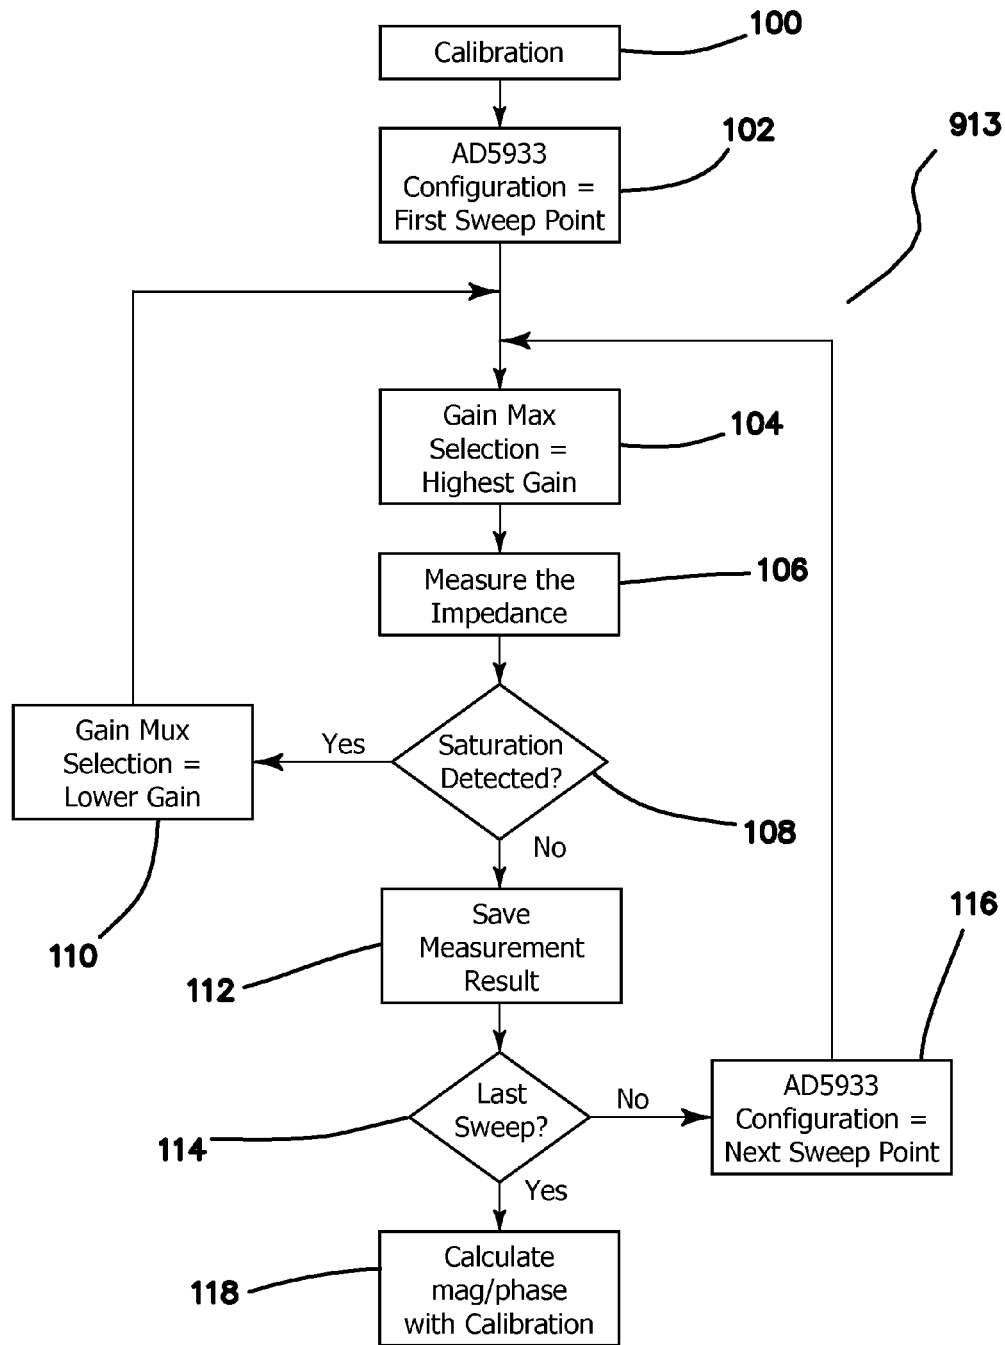 Calibration
100
AD5933
Configuration =
First Sweep Point
102
913
Gain Max
Selection =
Highest Gain
104
Measure the
Impedance
106
Gain Mux
Selection =
Lower Gain
110
Yes
Saturation
Detected?
108
No
Save
Measurement
Result
112
116
Last
Sweep?
114
No
AD5933
Configuration =
Next Sweep Point
Yes
Calculate
mag/phase
with Calibration
118